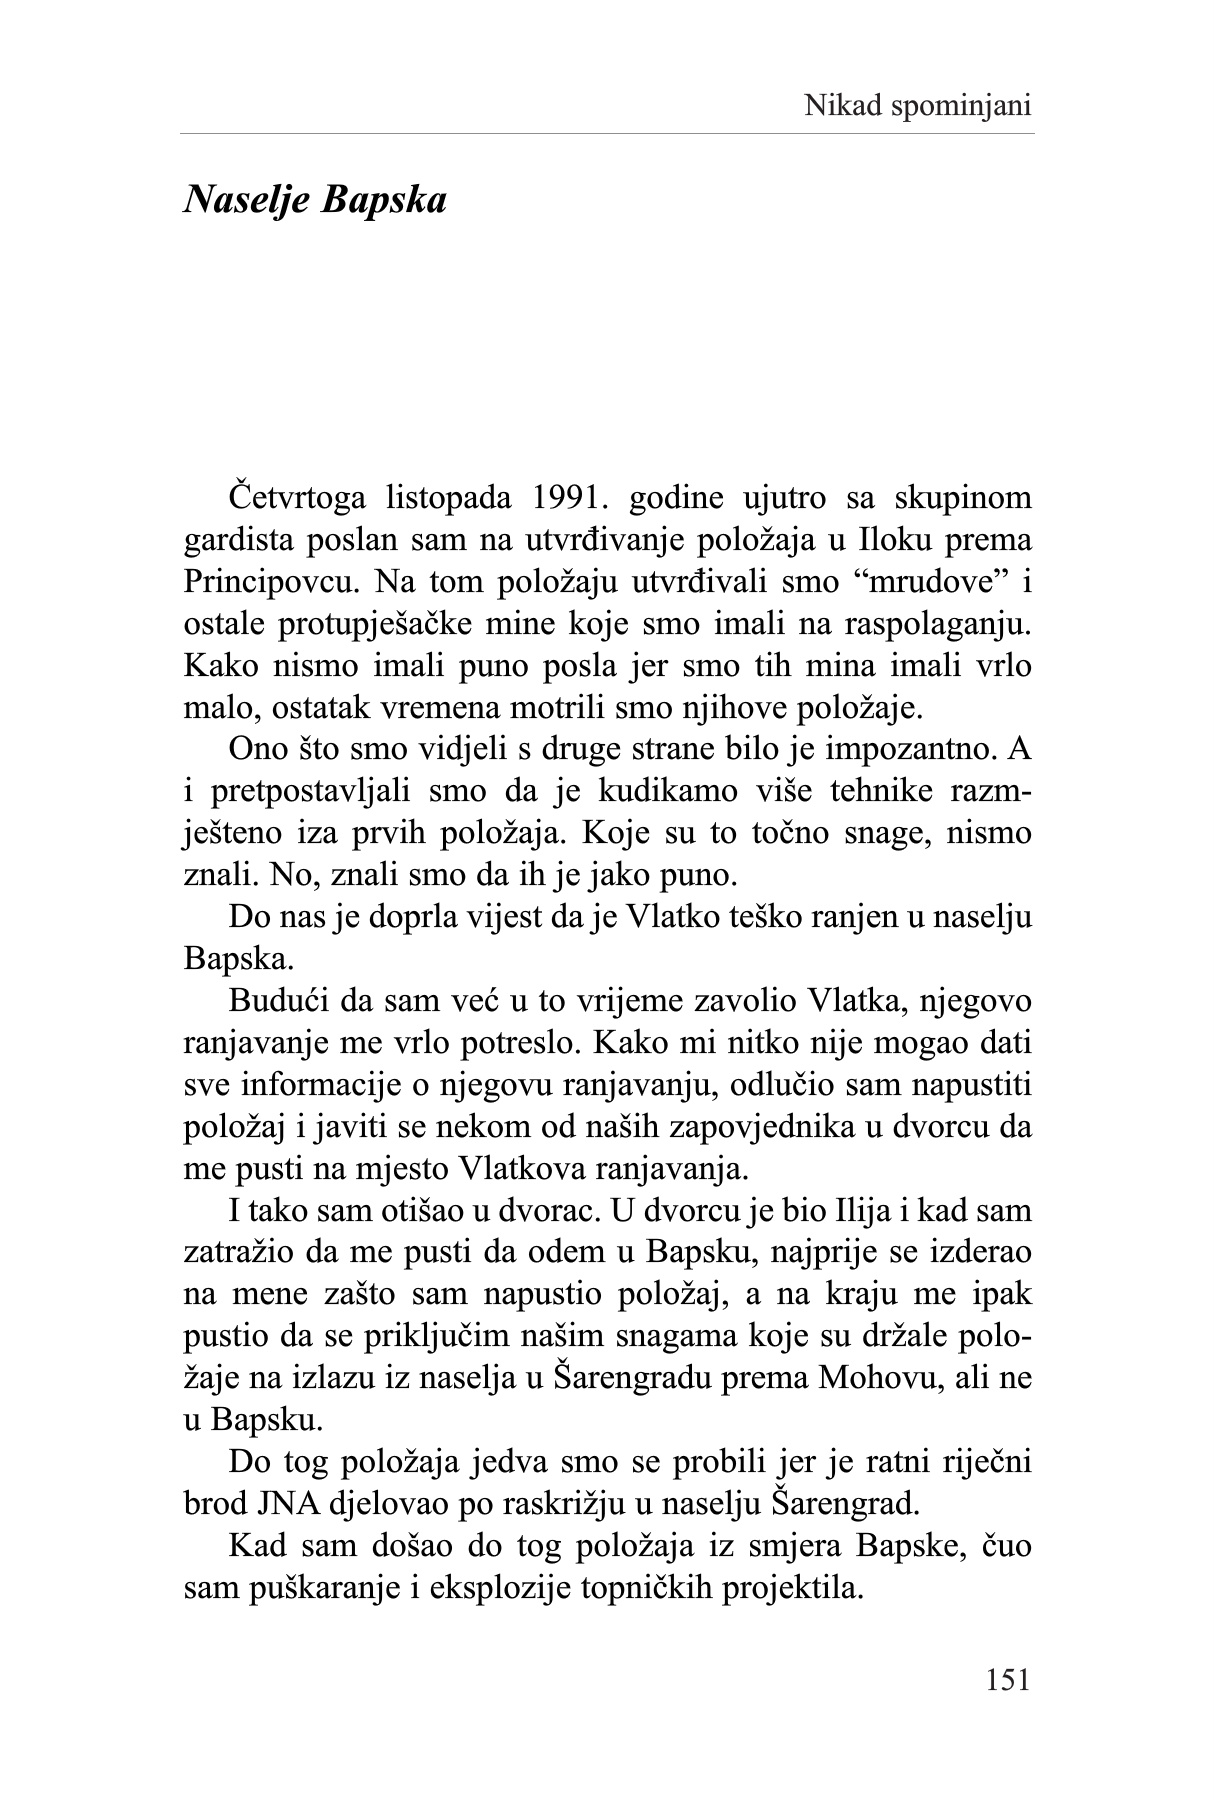 Nikad spominjani
Naselje Bapska
Četvrtoga listopada 1991. godine ujutro sa skupinom
gardista poslan sam na utvrđivanje položaja u Iloku prema
Principovcu. Na tom položaju utvrđivali smo “mrudove” i
ostale protupješačke mine koje smo imali na raspolaganju.
Kako nismo imali puno posla jer smo tih mina imali vrlo
malo, ostatak vremena motrili smo njihove položaje.
Ono što smo vidjeli s druge strane bilo je impozantno. A
i pretpostavljali smo da je kudikamo više tehnike razm-
ješteno iza prvih položaja. Koje su to točno snage, nismo
znali. No, znali smo da ih je jako puno.
Do nas je doprla vijest da je Vlatko teško ranjen u naselju
Bapska.
Budući da sam već u to vrijeme zavolio Vlatka, njegovo
ranjavanje me vrlo potreslo. Kako mi nitko nije mogao dati
sve informacije o njegovu ranjavanju, odlučio sam napustiti
položaj i javiti se nekom od naših zapovjednika u dvorcu da
me pusti na mjesto Vlatkova ranjavanja.
I tako sam otišao u dvorac. U dvorcu je bio Ilija i kad sam
zatražio da me pusti da odem u Bapsku, najprije se izderao
na mene zašto sam napustio položaj, a na kraju me ipak
pustio da se priključim našim snagama koje su držale polo-
žaje na izlazu iz naselja u Šarengradu prema Mohovu, ali ne
u Bapsku.
Do tog položaja jedva smo se probili jer je ratni riječni
brod JNA djelovao po raskrižju u naselju Šarengrad.
Kad sam došao do tog položaja iz smjera Bapske, čuo
sam puškaranje i eksplozije topničkih projektila.
151